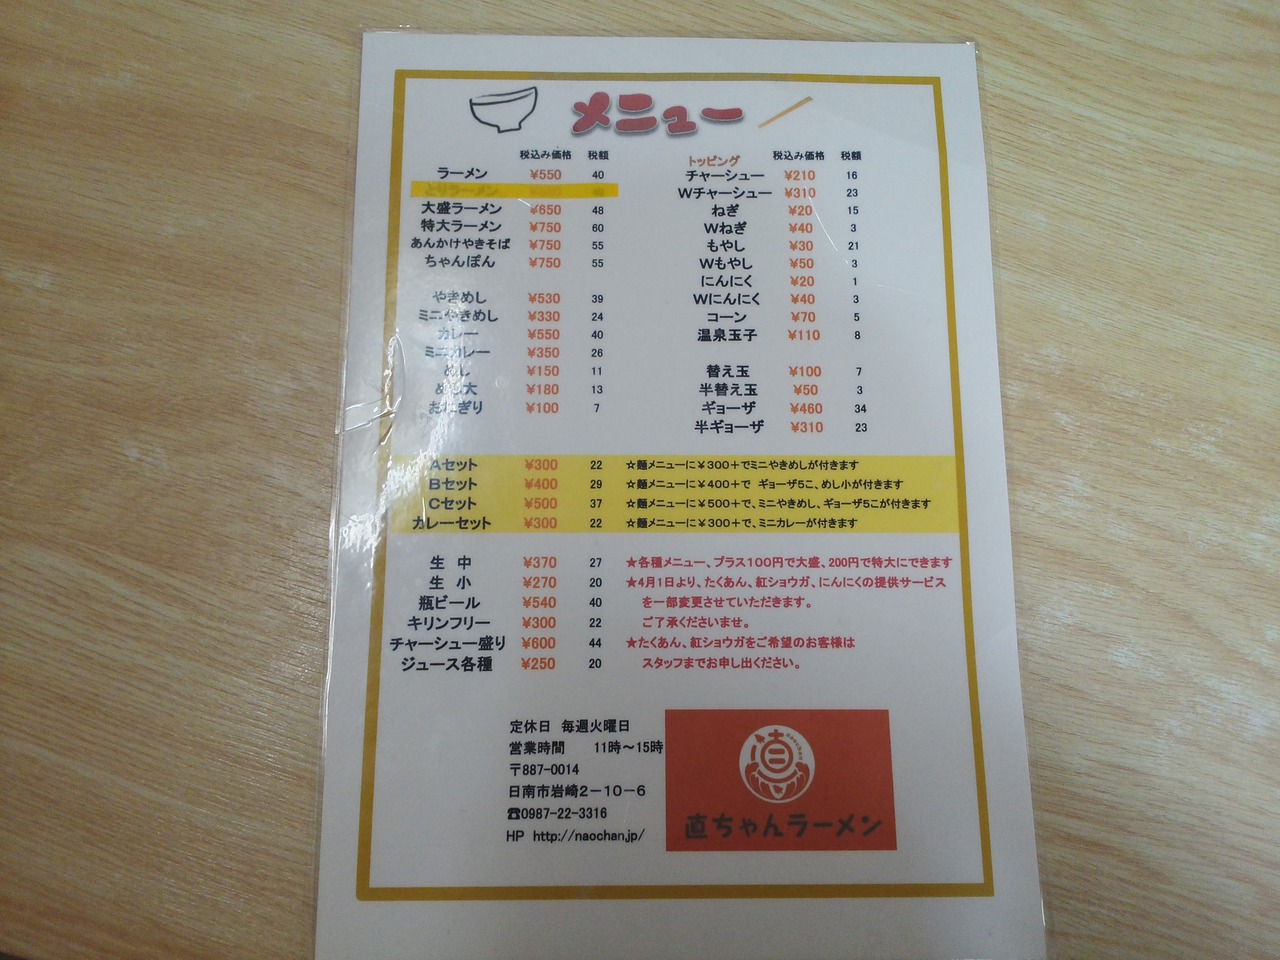 メニュー
税込み価格 税額
ラーメン ¥550 40
とりラーメン
大盛ラーメン ¥650 48
特大ラーメン ¥750 60
あんかけやきそば ¥750 55
ちゃんぽん ¥750 55
やきめし ¥530 39
ミニやきめし ¥330 24
カレー ¥550 40
ミニカレー ¥350 26
めし ¥150 11
めし大 ¥180 13
おにぎり ¥100 7
トッピング 税込み価格 税額
チャーシュー ¥210 16
Wチャーシュー ¥310 23
ねぎ ¥20 15
Wねぎ ¥40 3
もやし ¥30 21
Wもやし ¥50 3
にんにく ¥20 1
Wにんにく ¥40 3
コーン ¥70 5
温泉玉子 ¥110 8
替え玉 ¥100 7
半替え玉 ¥50 3
ギョーザ ¥460 34
半ギョーザ ¥310 23
Aセット ¥300 22 ☆麺メニューに¥300+でミニやきめしが付きます
Bセット ¥400 29 ☆麺メニューに¥400+で ギョーザ5こ、めし小が付きます
Cセット ¥500 37 ☆麺メニューに¥500+で、ミニやきめし、ギョーザ5こが付きます
カレーセット ¥300 22 ☆麺メニューに¥300+で、ミニカレーが付きます
生 中 ¥370 27
生 小 ¥270 20
瓶ビール ¥540 40
キリンフリー ¥300 22
チャーシュー盛り ¥600 44
ジュース各種 ¥250 20
★各種メニュー、プラス100円で大盛、200円で特大にできます
★4月1日より、たくあん、紅ショウガ、にんにくの提供サービス
を一部変更させていただきます。
ご了承くださいませ。
★たくあん、紅ショウガをご希望のお客様は
スタッフまでお申し出ください。
定休日 毎週火曜日
営業時間 11時～15時
〒887-0014
日南市岩崎2-10-6
☎0987-22-3316
HP http://naochan.jp/
直
naochan
直ちゃんラーメン